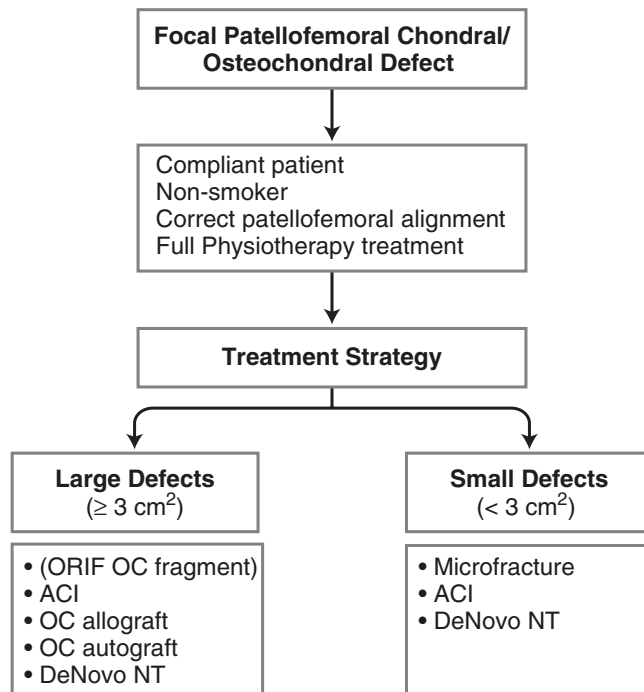 Focal Patellofemoral Chondral/
Osteochondral Defect
Compliant patient
Non-smoker
Correct patellofemoral alignment
Full Physiotherapy treatment
Treatment Strategy
Large Defects
(≥ 3 cm²)
• (ORIF OC fragment)
• ACI
• OC allograft
• OC autograft
• DeNovo NT
Small Defects
(< 3 cm²)
• Microfracture
• ACI
• DeNovo NT